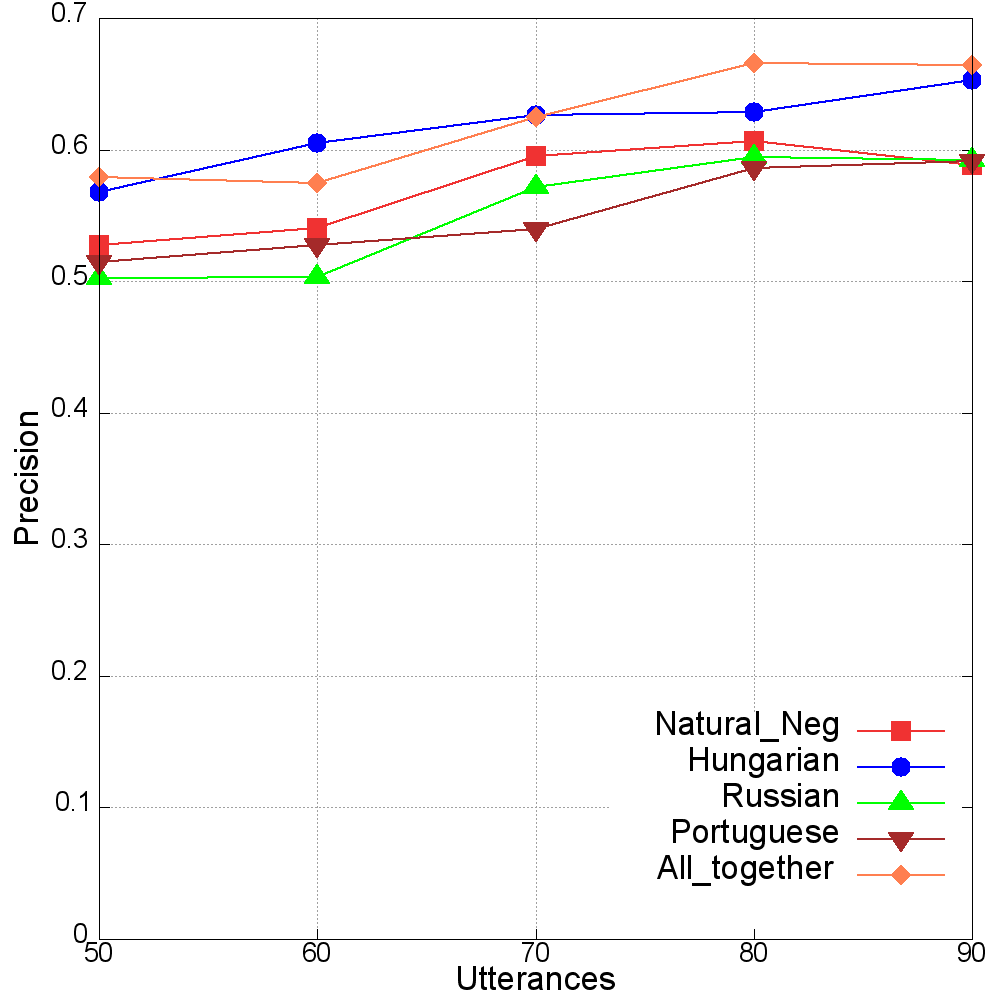 0.7
0.6
0.5
0.4
0.3
0.2
0.1
0
Precision
Natural_Neg
Hungarian
Russian
Portuguese
All_together
50 60 70 80 90
Utterances